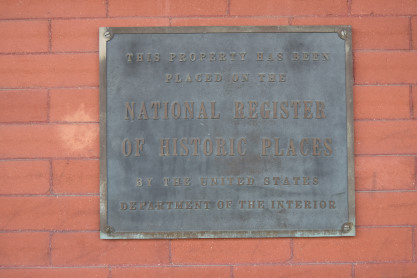 THIS PROPERTY HAS BEEN
PLACED ON THE
NATIONAL REGISTER
OF HISTORIC PLACES
BY THE UNITED STATES
DEPARTMENT OF THE INTERIOR